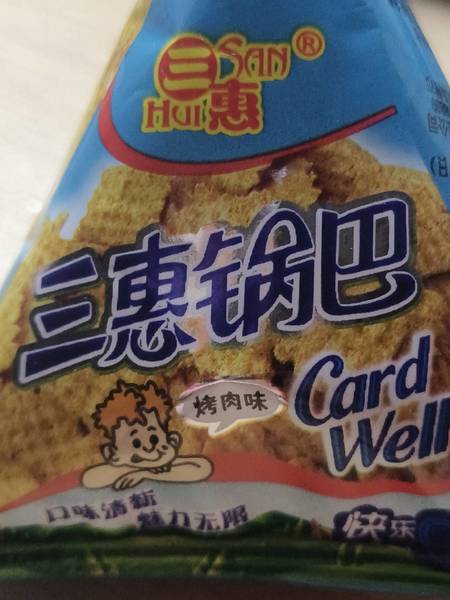 三 SAN®
HUI 惠
三惠锅巴
烤肉味
Card
Well
口味清新
魅力无限
快乐